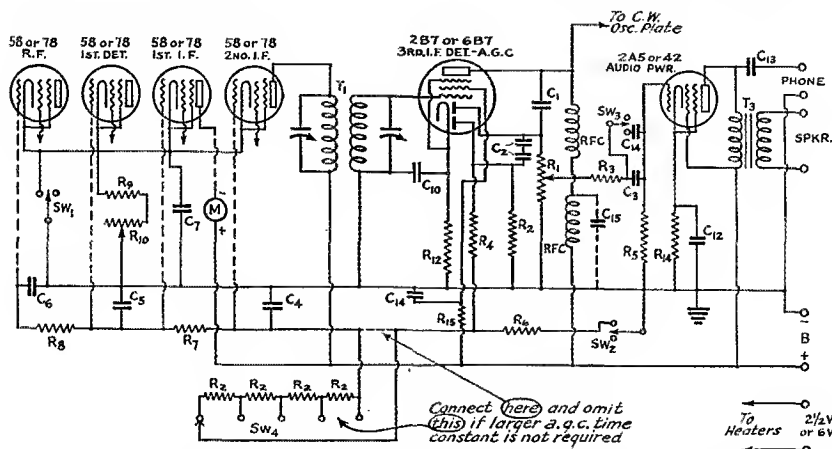 To C.W.
Osc. Plate
58 or 78
R.F.
58 or 78
1ST. DET.
58 or 78
1ST. I.F.
58 or 78
2ND. I.F.
2B7 or 6B7
3RD. I.F. DET.-A.G.C
2A5 or 42
AUDIO PWR.
C13
PHONE
T1
C1
SW3
C14
T3
SPKR.
RFC
C2
R1
R3
C3
R9
C10
R10
SW1
C7
M
-
+
R12
R4
R2
RFC
C15
R5
R14
C12
C6
C5
C4
C14
R15
R8
R7
R6
SW2
-
B
+
R2
R2
R2
R2
SW4
Connect here and omit
this if larger a.g.c. time
constant is not required
To
Heaters
2½V
or 6V